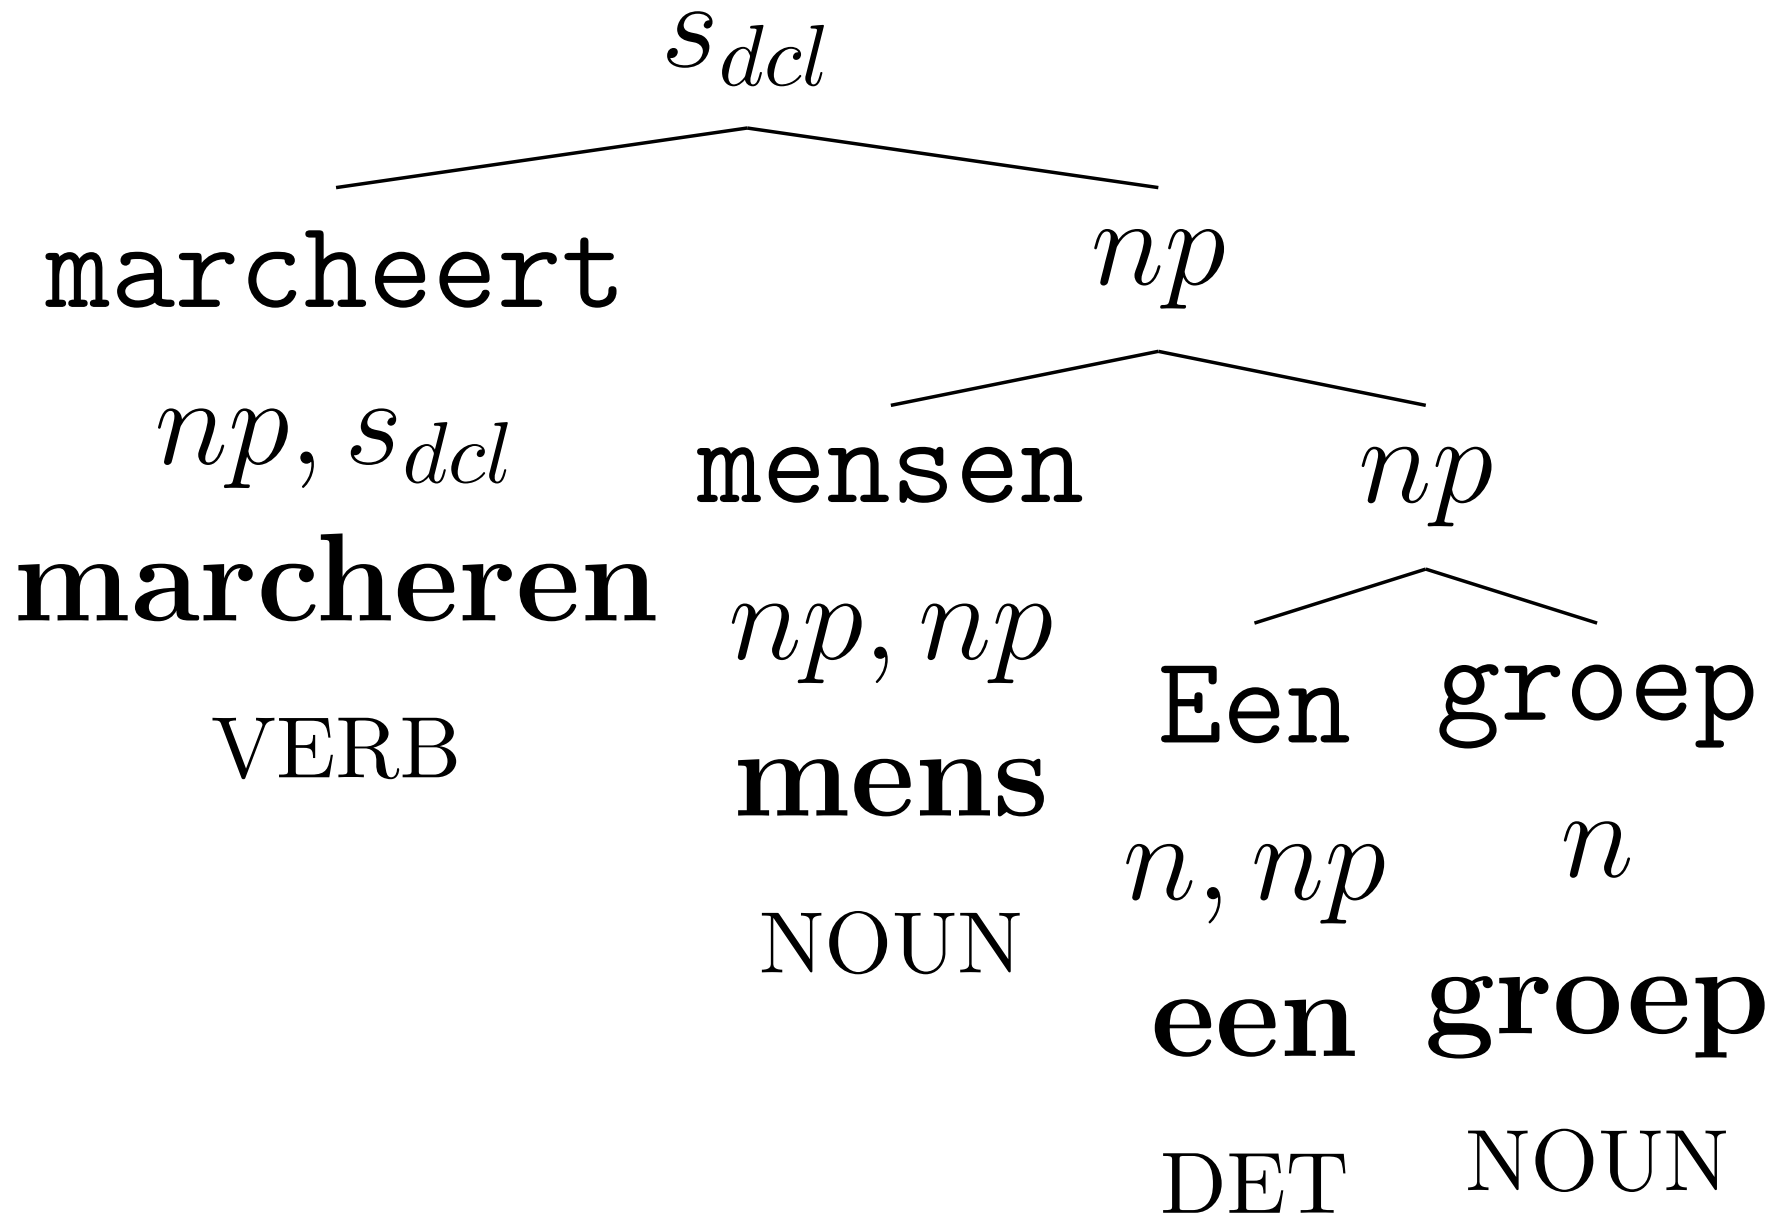 s_dcl
marcheert
np, s_dcl
marcheren
VERB
np
mensen
np, np
mens
NOUN
np
Een
n, np
een
DET
groep
n
groep
NOUN